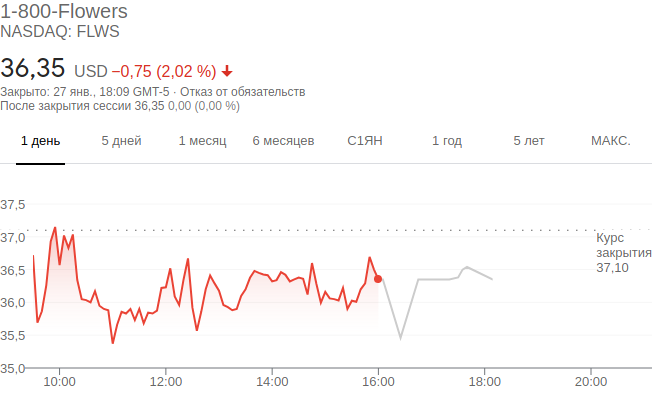 1-800-Flowers
NASDAQ: FLWS
36,35 USD −0,75 (2,02 %)
Закрыто: 27 янв., 18:09 GMT-5 · Отказ от обязательств
После закрытия сессии 36,35 0,00 (0,00 %)
1 день 5 дней 1 месяц 6 месяцев С1ЯН 1 год 5 лет МАКС.
37,5
37,0
36,5
36,0
35,5
35,0
Курс
закрытия
37,10
10:00 12:00 14:00 16:00 18:00 20:00